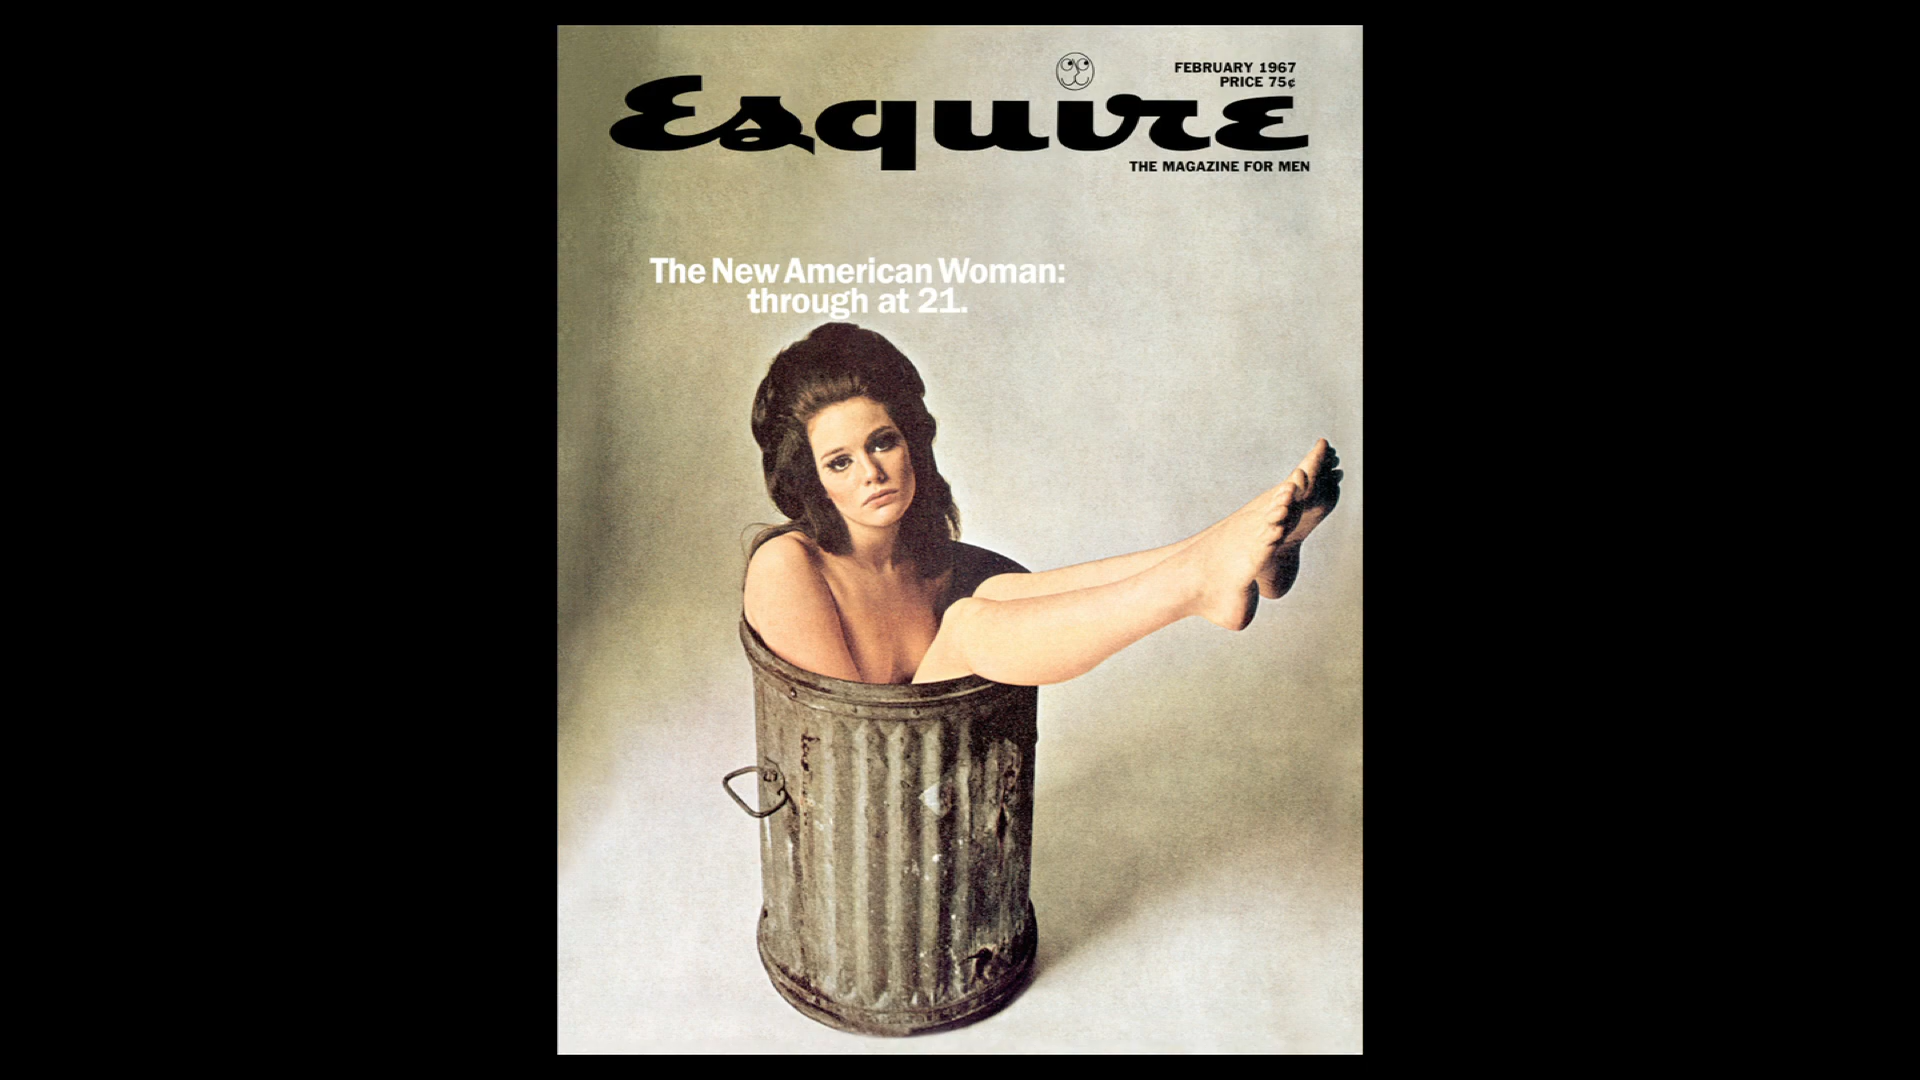 FEBRUARY 1967
PRICE 75¢
Esquire
THE MAGAZINE FOR MEN
The New American Woman:
through at 21.